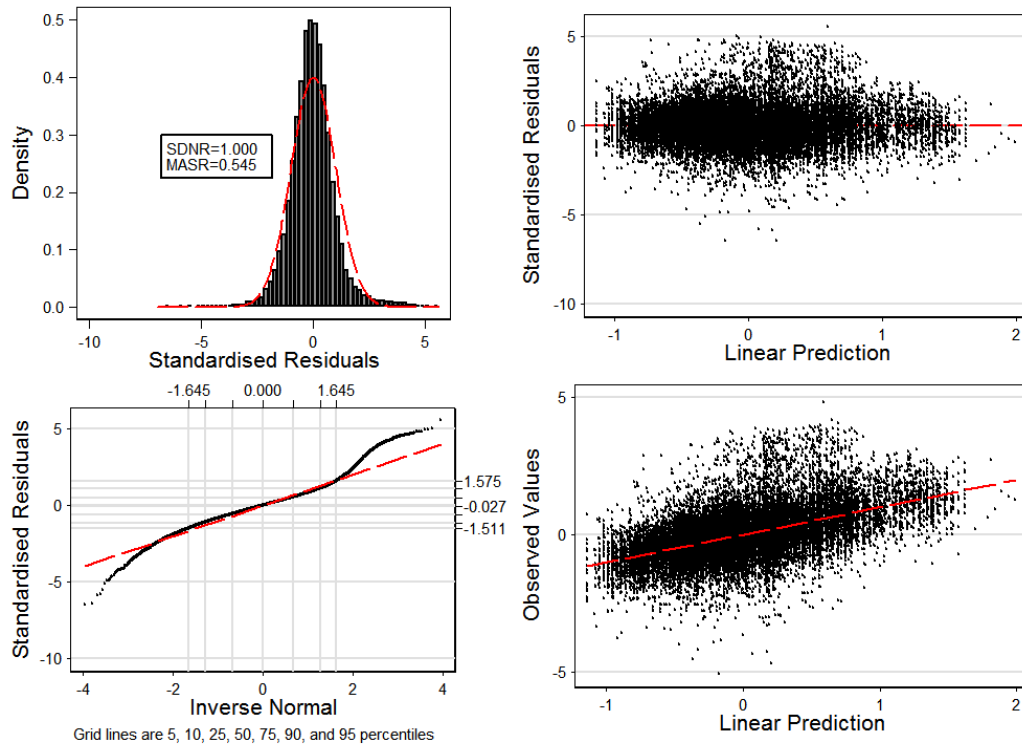 0.5
0.4
0.3
0.2
0.1
0.0
Density
SDNR=1.000
MASR=0.545
-10 -5 0 5
Standardised Residuals
5
0
-5
-10
Standardised Residuals
-1 0 1 2
Linear Prediction
-1.645 0.000 1.645
5
0
-5
-10
Standardised Residuals
1.575
-0.027
-1.511
-4 -2 0 2 4
Inverse Normal
Grid lines are 5, 10, 25, 50, 75, 90, and 95 percentiles
5
0
-5
Observed Values
-1 0 1 2
Linear Prediction